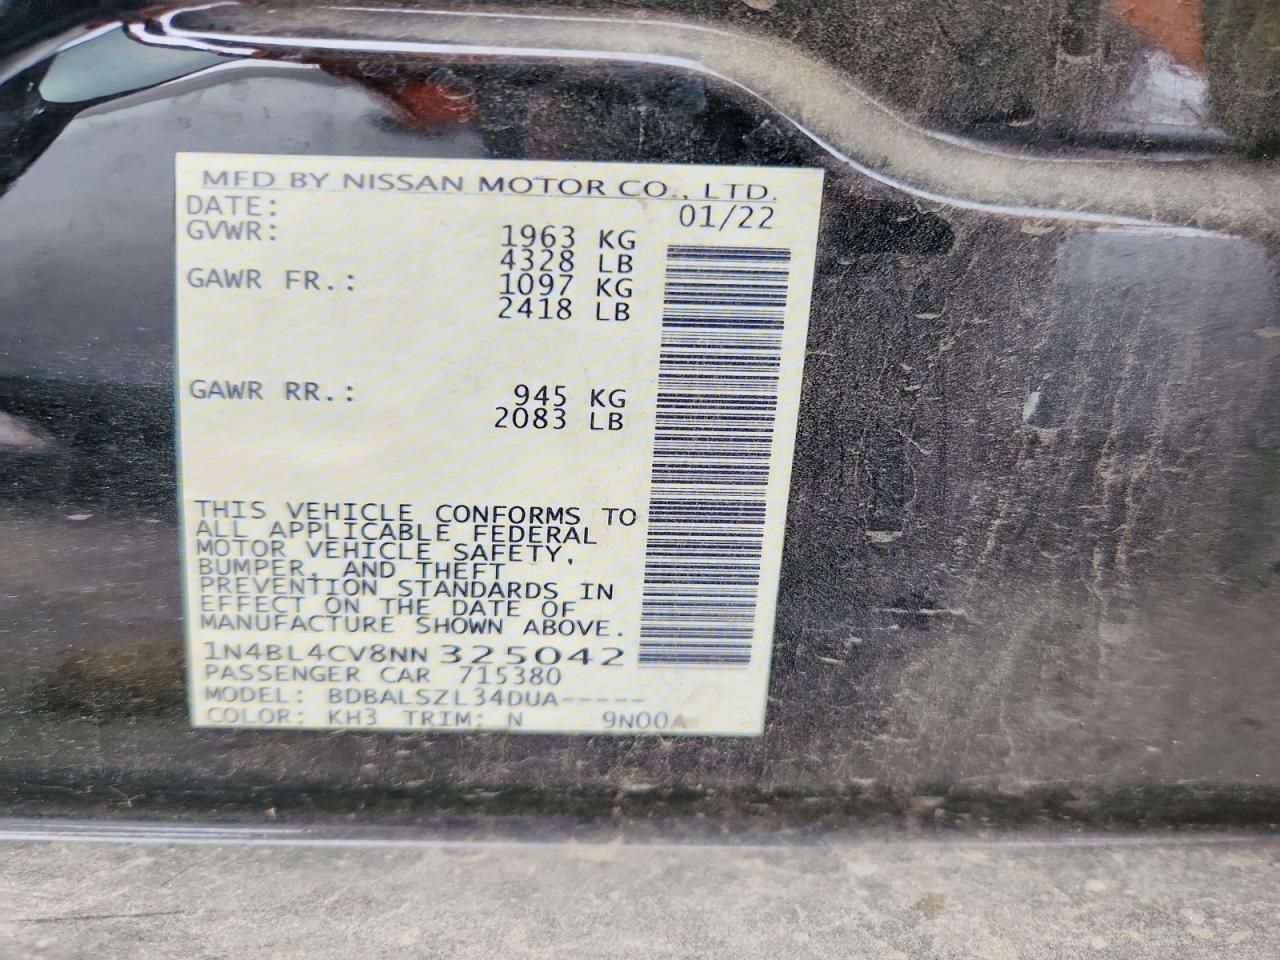 MFD BY NISSAN MOTOR CO., LTD.
DATE: 01/22
GVWR: 1963 KG
4328 LB
GAWR FR.: 1097 KG
2418 LB
GAWR RR.: 945 KG
2083 LB
THIS VEHICLE CONFORMS TO
ALL APPLICABLE FEDERAL
MOTOR VEHICLE SAFETY,
BUMPER, AND THEFT
PREVENTION STANDARDS IN
EFFECT ON THE DATE OF
MANUFACTURE SHOWN ABOVE.
1N4BL4CV8NN325042
PASSENGER CAR 715380
MODEL: BDBALSZL34DUA-----
COLOR: KH3 TRIM: N 9N00A